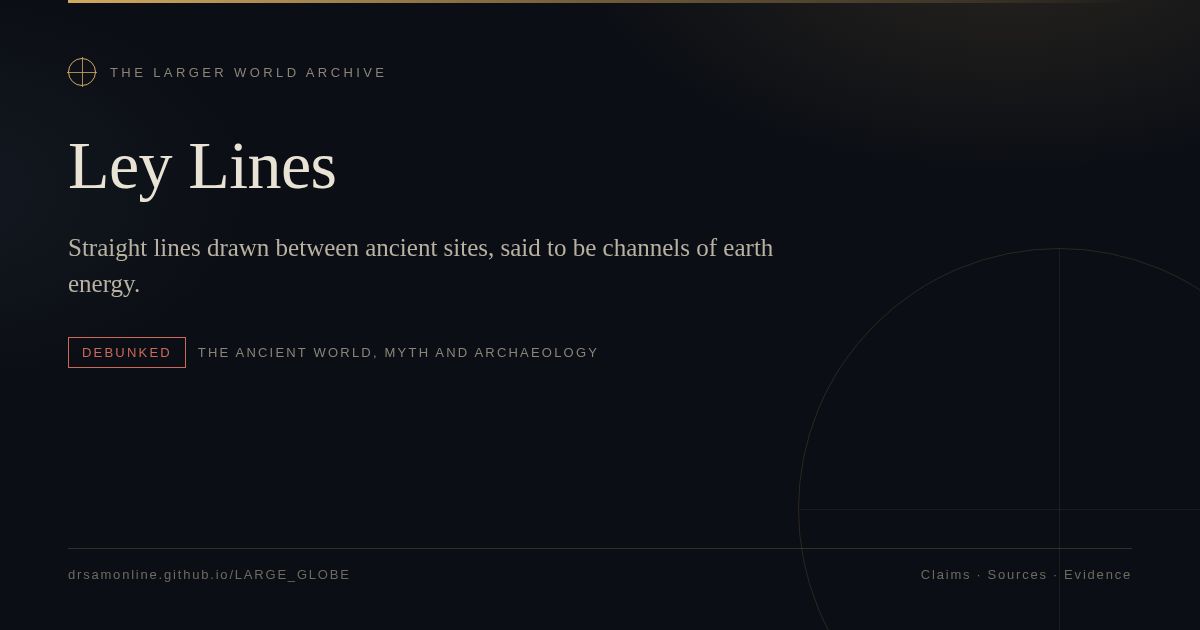 THE LARGER WORLD ARCHIVE
Ley Lines
Straight lines drawn between ancient sites, said to be channels of earth
energy.
DEBUNKED THE ANCIENT WORLD, MYTH AND ARCHAEOLOGY
drsamonline.github.io/LARGE_GLOBE Claims · Sources · Evidence